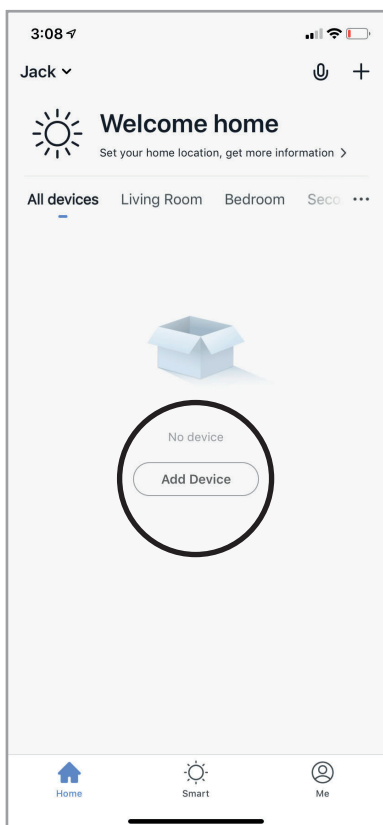 3:08
Jack
Welcome home
Set your home location, get more information >
All devices Living Room Bedroom Seco
No device
Add Device
Home Smart Me